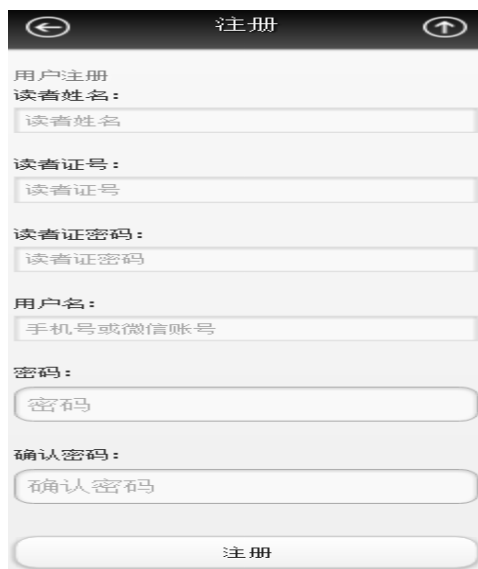 注册
用户注册
读者姓名：
读者姓名
读者证号：
读者证号
读者证密码：
读者证密码
用户名：
手机号或微信账号
密码：
密码
确认密码：
确认密码
注册